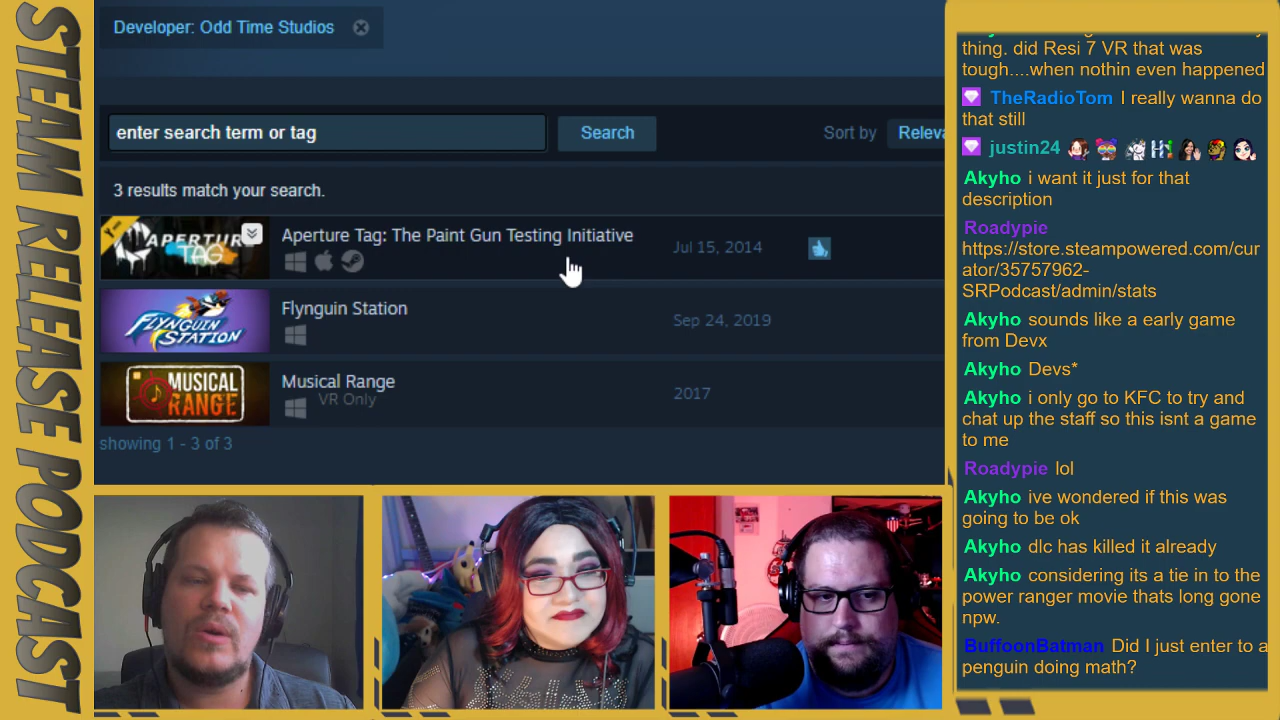 STEAM RELEASE PODCAST
Developer: Odd Time Studios
enter search term or tag
Search
Sort by
3 results match your search.
APERTUR
TAG
Aperture Tag: The Paint Gun Testing Initiative
Jul 15, 2014
FLYNGUIN
STATION
Flynguin Station
Sep 24, 2019
MUSICAL
RANGE
Musical Range
VR Only
2017
showing 1 - 3 of 3
thing. did Resi 7 VR that was
tough....when nothin even happened
TheRadioTom I really wanna do
that still
justin24
Akyho i want it just for that
description
Roadypie
https://store.steampowered.com/cur
ator/35757962-
SRPodcast/admin/stats
Akyho sounds like a early game
from Devx
Akyho Devs*
Akyho i only go to KFC to try and
chat up the staff so this isnt a game
to me
Roadypie lol
Akyho ive wondered if this was
going to be ok
Akyho dlc has killed it already
Akyho considering its a tie in to the
power ranger movie thats long gone
npw.
BuffoonBatman Did I just enter to a
penguin doing math?